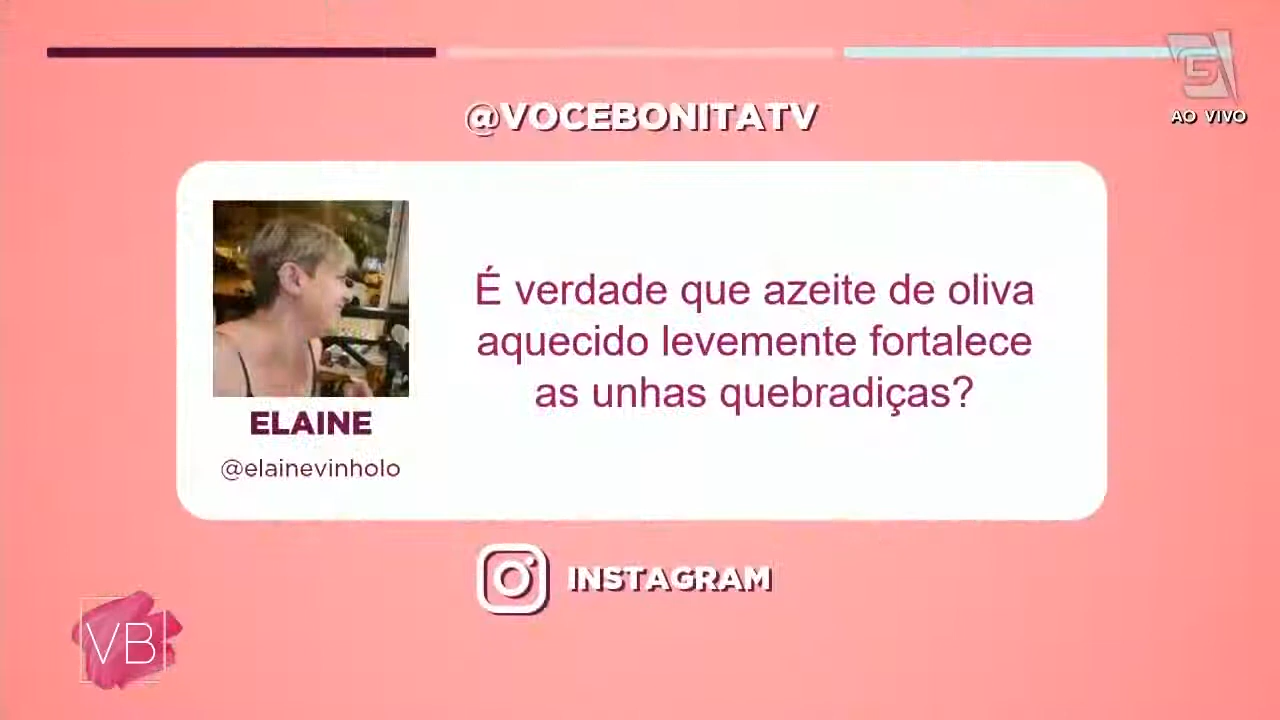 @VOCEBONITATV
AO VIVO
É verdade que azeite de oliva
aquecido levemente fortalece
as unhas quebradiças?
ELAINE
@elainevinholo
INSTAGRAM
VB